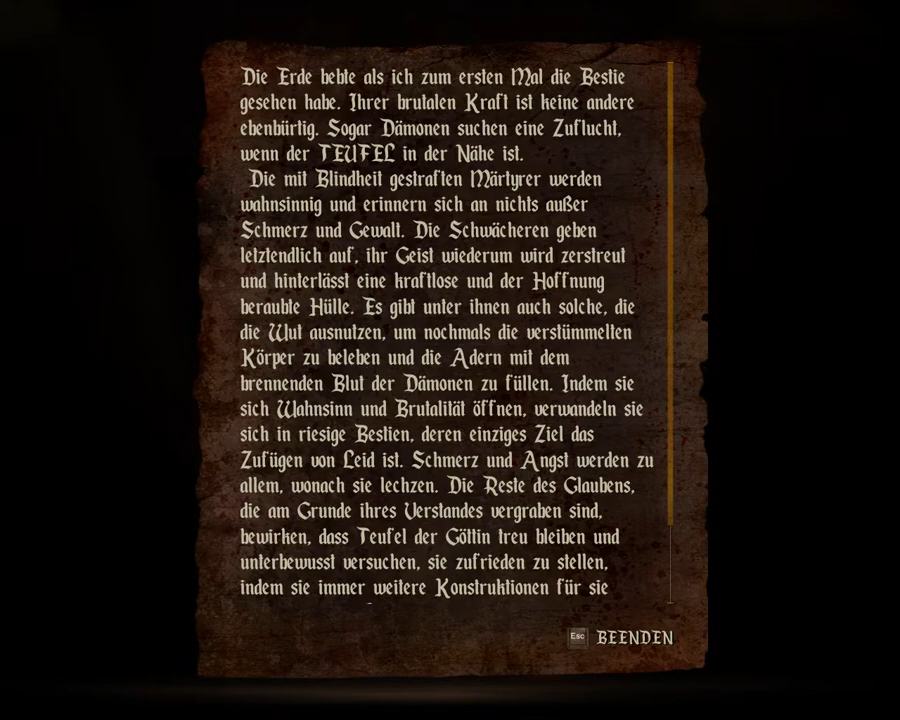 Die Erde bebte als ich zum ersten Mal die Bestie
gesehen habe. Ihrer brutalen Kraft ist keine andere
ebenbürtig. Sogar Dämonen suchen eine Zuflucht,
wenn der TEUFEL in der Nähe ist.
Die mit Blindheit gestraften Märtyrer werden
wahnsinnig und erinnern sich an nichts außer
Schmerz und Gewalt. Die Schwächeren geben
letztendlich auf, ihr Geist wiederum wird zerstreut
und hinterlässt eine kraftlose und der Hoffnung
beraubte Hülle. Es gibt unter ihnen auch solche, die
die Wut ausnutzen, um nochmals die verstümmelten
Körper zu beleben und die Adern mit dem
brennenden Blut der Dämonen zu füllen. Indem sie
sich Wahnsinn und Brutalität öffnen, verwandeln sie
sich in riesige Bestien, deren einziges Ziel das
Zufügen von Leid ist. Schmerz und Angst werden zu
allem, wonach sie lechzen. Die Reste des Glaubens,
die am Grunde ihres Verstandes vergraben sind,
bewirken, dass Teufel der Göttin treu bleiben und
unterbewusst versuchen, sie zufrieden zu stellen,
indem sie immer weitere Konstruktionen für sie
Esc BEENDEN